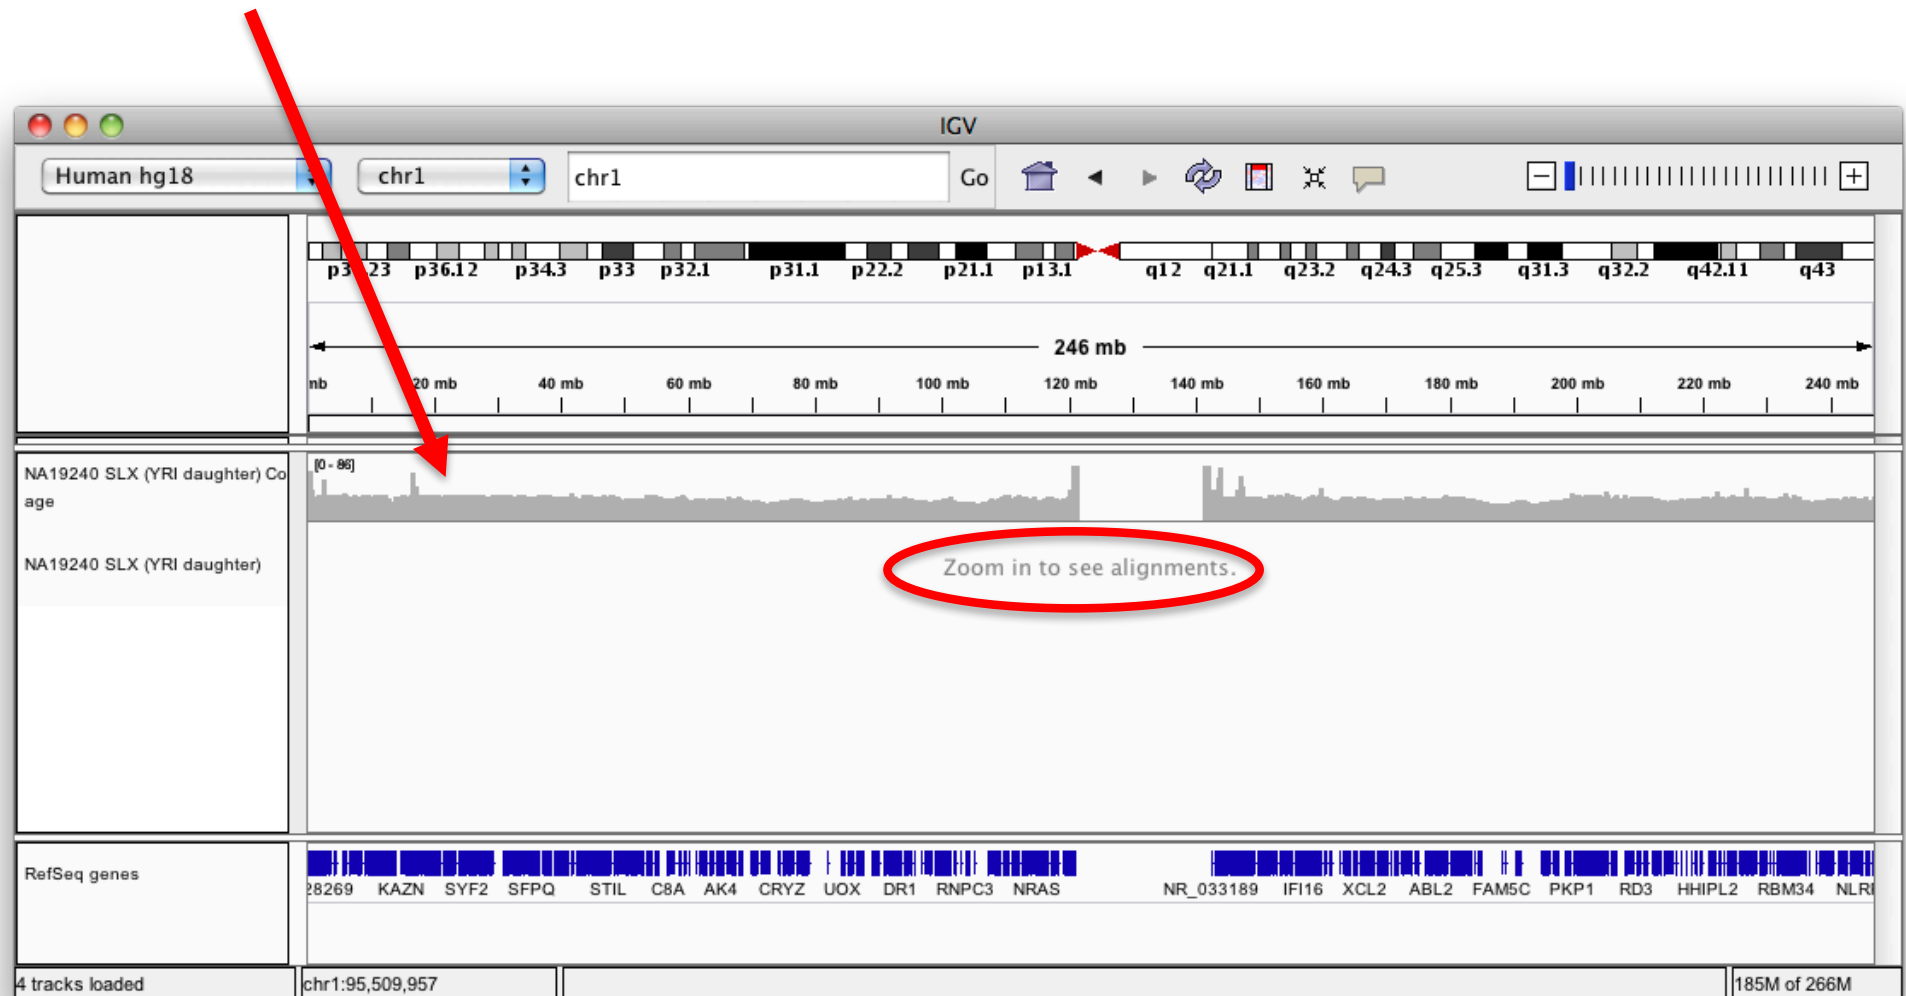 IGV
Human hg18 chr1 chr1 Go
23 p36.12 p34.3 p33 p32.1 p31.1 p22.2 p21.1 p13.1 q12 q21.1 q23.2 q24.3 q25.3 q31.3 q32.2 q42.11 q43
246 mb
mb 20 mb 40 mb 60 mb 80 mb 100 mb 120 mb 140 mb 160 mb 180 mb 200 mb 220 mb 240 mb
NA19240 SLX (YRI daughter) Co
age
[0 - 86]
NA19240 SLX (YRI daughter)
Zoom in to see alignments.
RefSeq genes
28269 KAZN SYF2 SFPQ STIL C8A AK4 CRYZ UOX DR1 RNPC3 NRAS NR_033189 IFI16 XCL2 ABL2 FAM5C PKP1 RD3 HHIPL2 RBM34 NLR
4 tracks loaded chr1:95,509,957 185M of 266M